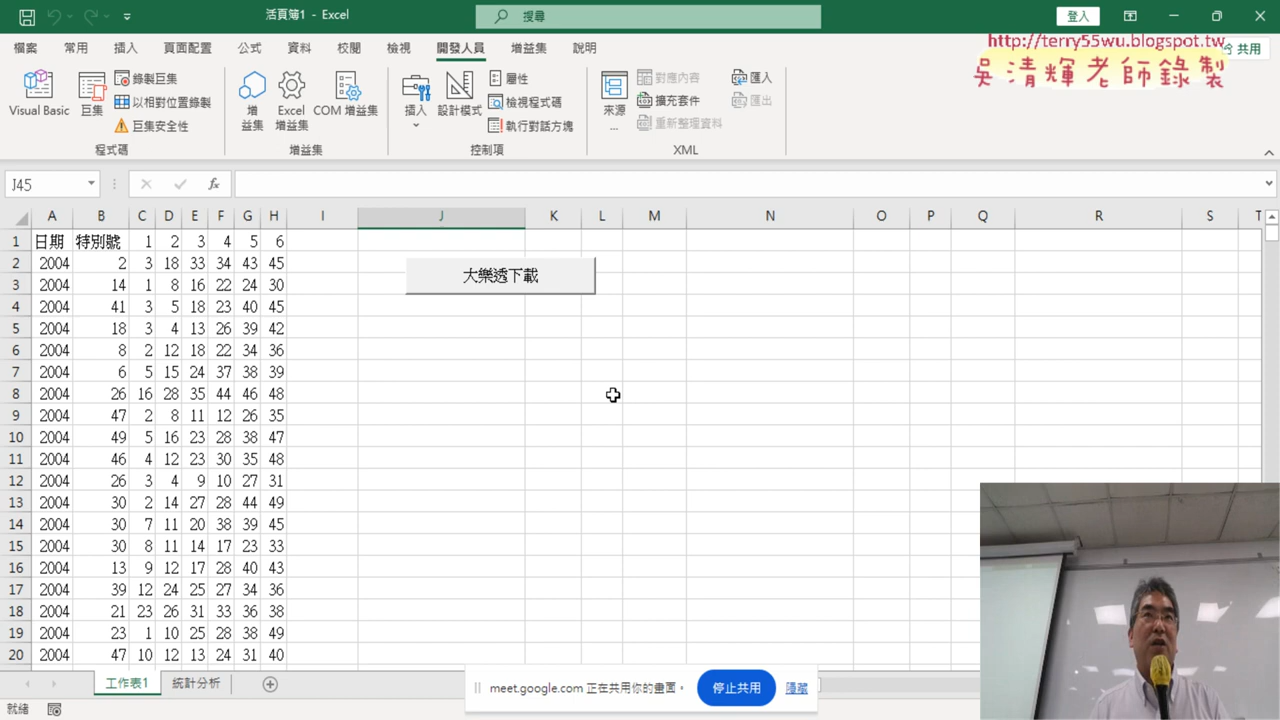 活頁簿1 - Excel
搜尋
登入
檔案 常用 插入 頁面配置 公式 資料 校閱 檢視 開發人員 增益集 說明
共用
http://terry55wu.blogspot.tw
吳清輝老師錄製
Visual Basic
巨集
錄製巨集
以相對位置錄製
巨集安全性
程式碼
增益集
Excel 增益集
COM 增益集
增益集
插入
設計模式
屬性
檢視程式碼
執行對話方塊
控制項
來源
...
對應內容
擴充套件
重新整理資料
匯入
匯出
XML
J45
fx
A B C D E F G H I J K L M N O P Q R S T
1 日期 特別號 1 2 3 4 5 6
2 2004 2 3 18 33 34 43 45
大樂透下載
3 2004 14 1 8 16 22 24 30
4 2004 41 3 5 18 23 40 45
5 2004 18 3 4 13 26 39 42
6 2004 8 2 12 18 22 34 36
7 2004 6 5 15 24 37 38 39
8 2004 26 16 28 35 44 46 48
9 2004 47 2 8 11 12 26 35
10 2004 49 5 16 23 28 38 47
11 2004 46 4 12 23 30 35 48
12 2004 26 3 4 9 10 27 31
13 2004 30 2 14 27 28 44 49
14 2004 30 7 11 20 38 39 45
15 2004 30 8 11 14 17 23 33
16 2004 13 9 12 17 28 40 43
17 2004 39 12 24 25 27 34 36
18 2004 21 23 26 31 33 36 38
19 2004 23 1 10 25 28 38 49
20 2004 47 10 12 13 24 31 40
工作表1 統計分析
meet.google.com 正在共用你的畫面。 停止共用 隱藏
就緒